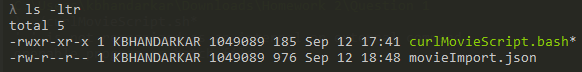 λ ls -ltr
total 5
-rwxr-xr-x 1 KBHANDARKAR 1049089 185 Sep 12 17:41 curlMovieScript.bash*
-rw-r--r-- 1 KBHANDARKAR 1049089 976 Sep 12 18:48 movieImport.json